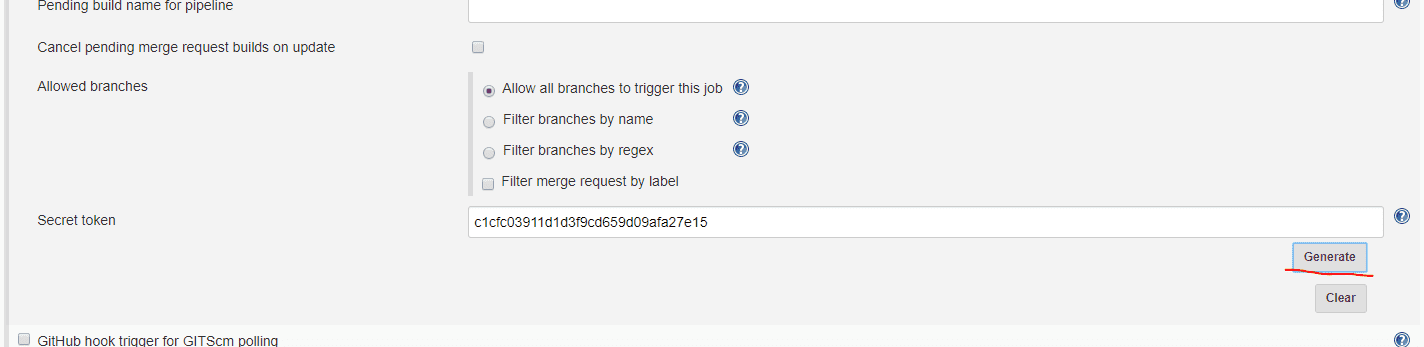 Pending build name for pipeline
Cancel pending merge request builds on update
Allowed branches
Allow all branches to trigger this job
Filter branches by name
Filter branches by regex
Filter merge request by label
Secret token
c1cfc03911d1d3f9cd659d09afa27e15
Generate
Clear
GitHub hook trigger for GITScm polling